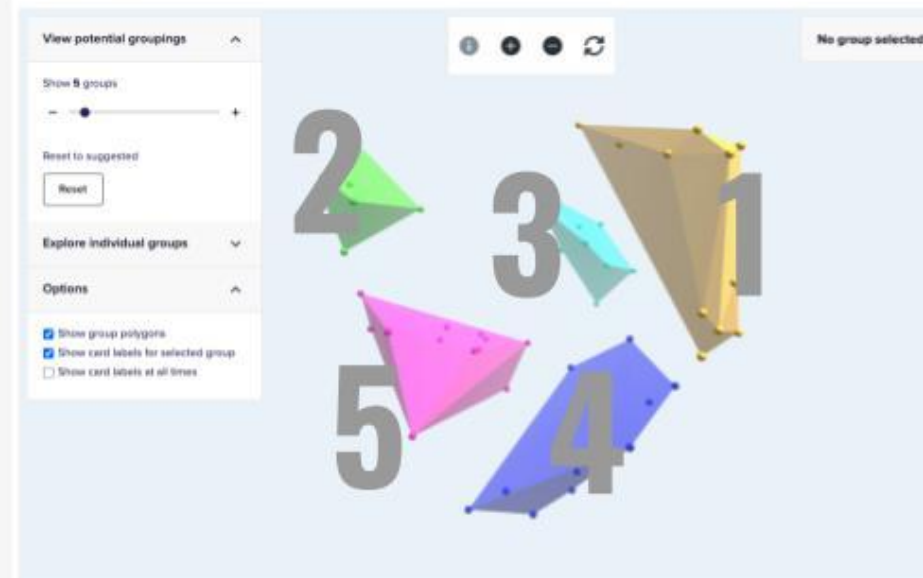 View potential groupings
No group selected
Show 5 groups
Reset to suggested
Reset
Explore individual groups
Options
Show group polygons
Show card labels for selected group
Show card labels at all times
2
3
1
5
4